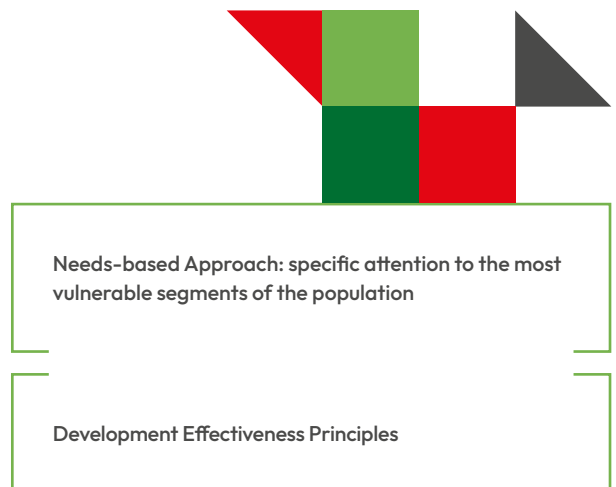 Needs-based Approach: specific attention to the most
vulnerable segments of the population
Development Effectiveness Principles